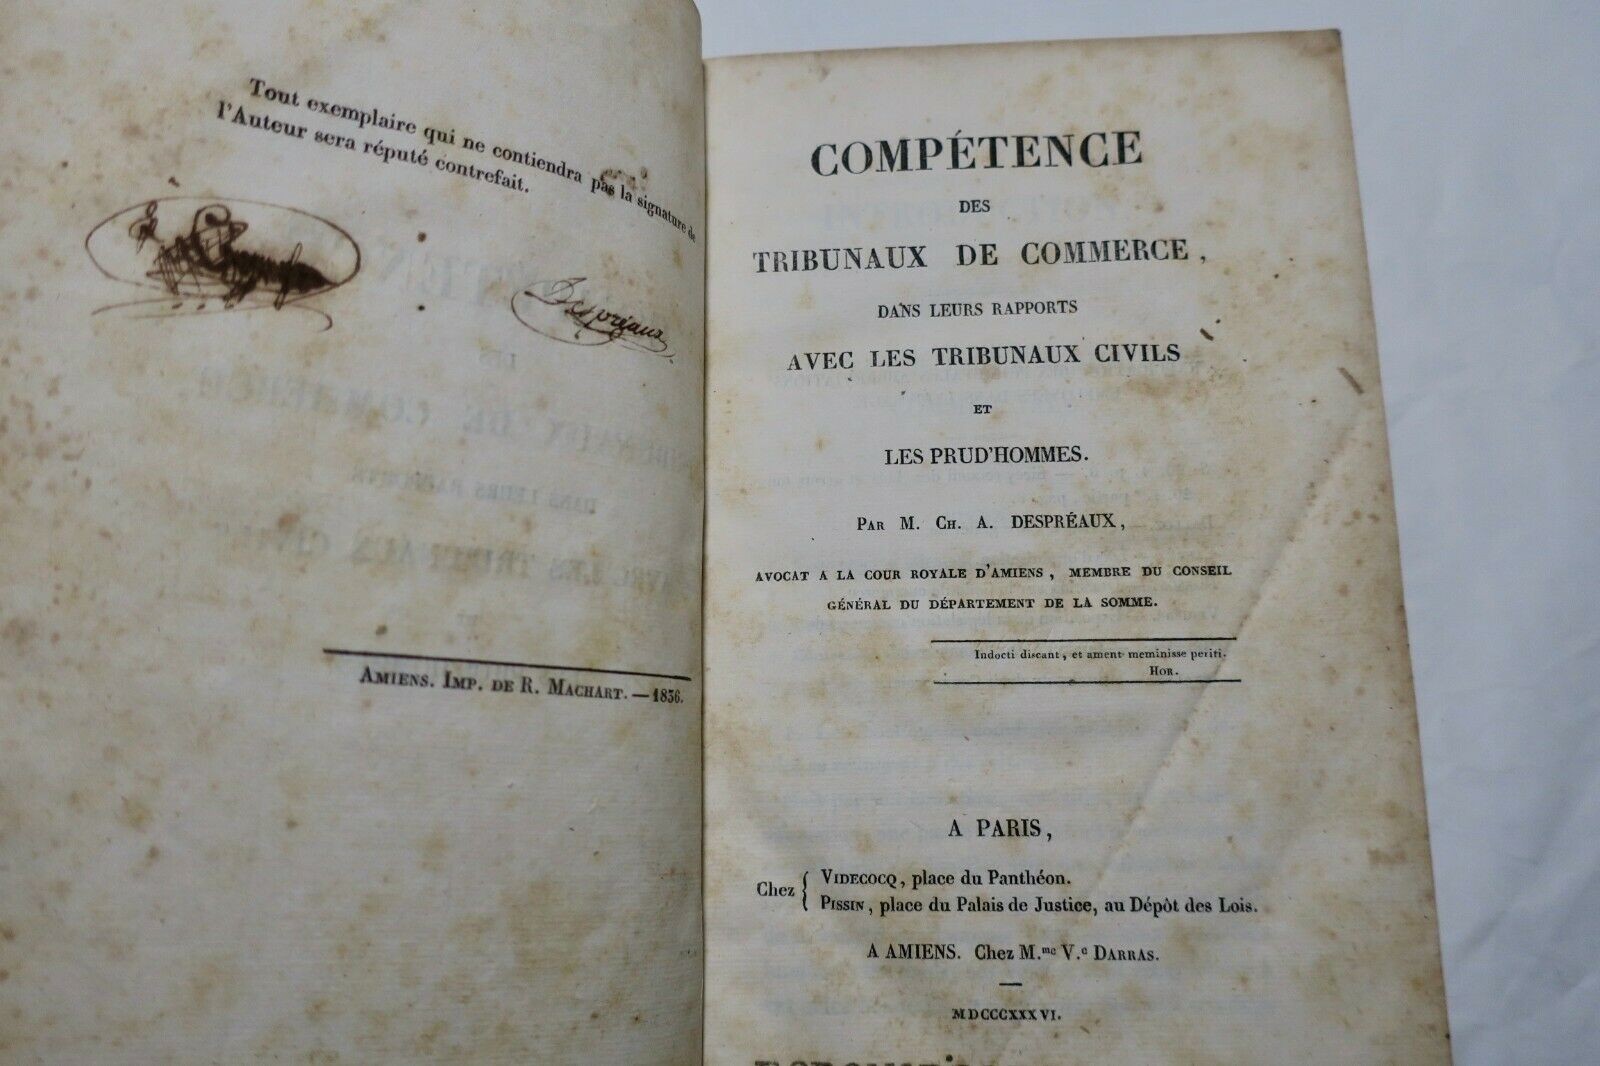 Tout exemplaire qui ne contiendra pas la signature de
l'Auteur sera réputé contrefait.
Despréaux
Amiens. Imp. de R. Machart. — 1836.
COMPÉTENCE
DES
TRIBUNAUX DE COMMERCE,
DANS LEURS RAPPORTS
AVEC LES TRIBUNAUX CIVILS
ET
LES PRUD'HOMMES.
Par M. Ch. A. DESPRÉAUX,
AVOCAT A LA COUR ROYALE D'AMIENS, MEMBRE DU CONSEIL
GÉNÉRAL DU DÉPARTEMENT DE LA SOMME.
Indocti discant, et ament meminisse periti.
Hor.
A PARIS,
Chez { Videcocq, place du Panthéon.
Pissin, place du Palais de Justice, au Dépôt des Lois.
A AMIENS. Chez M.me V.e Darras.
MDCCCXXXVI.